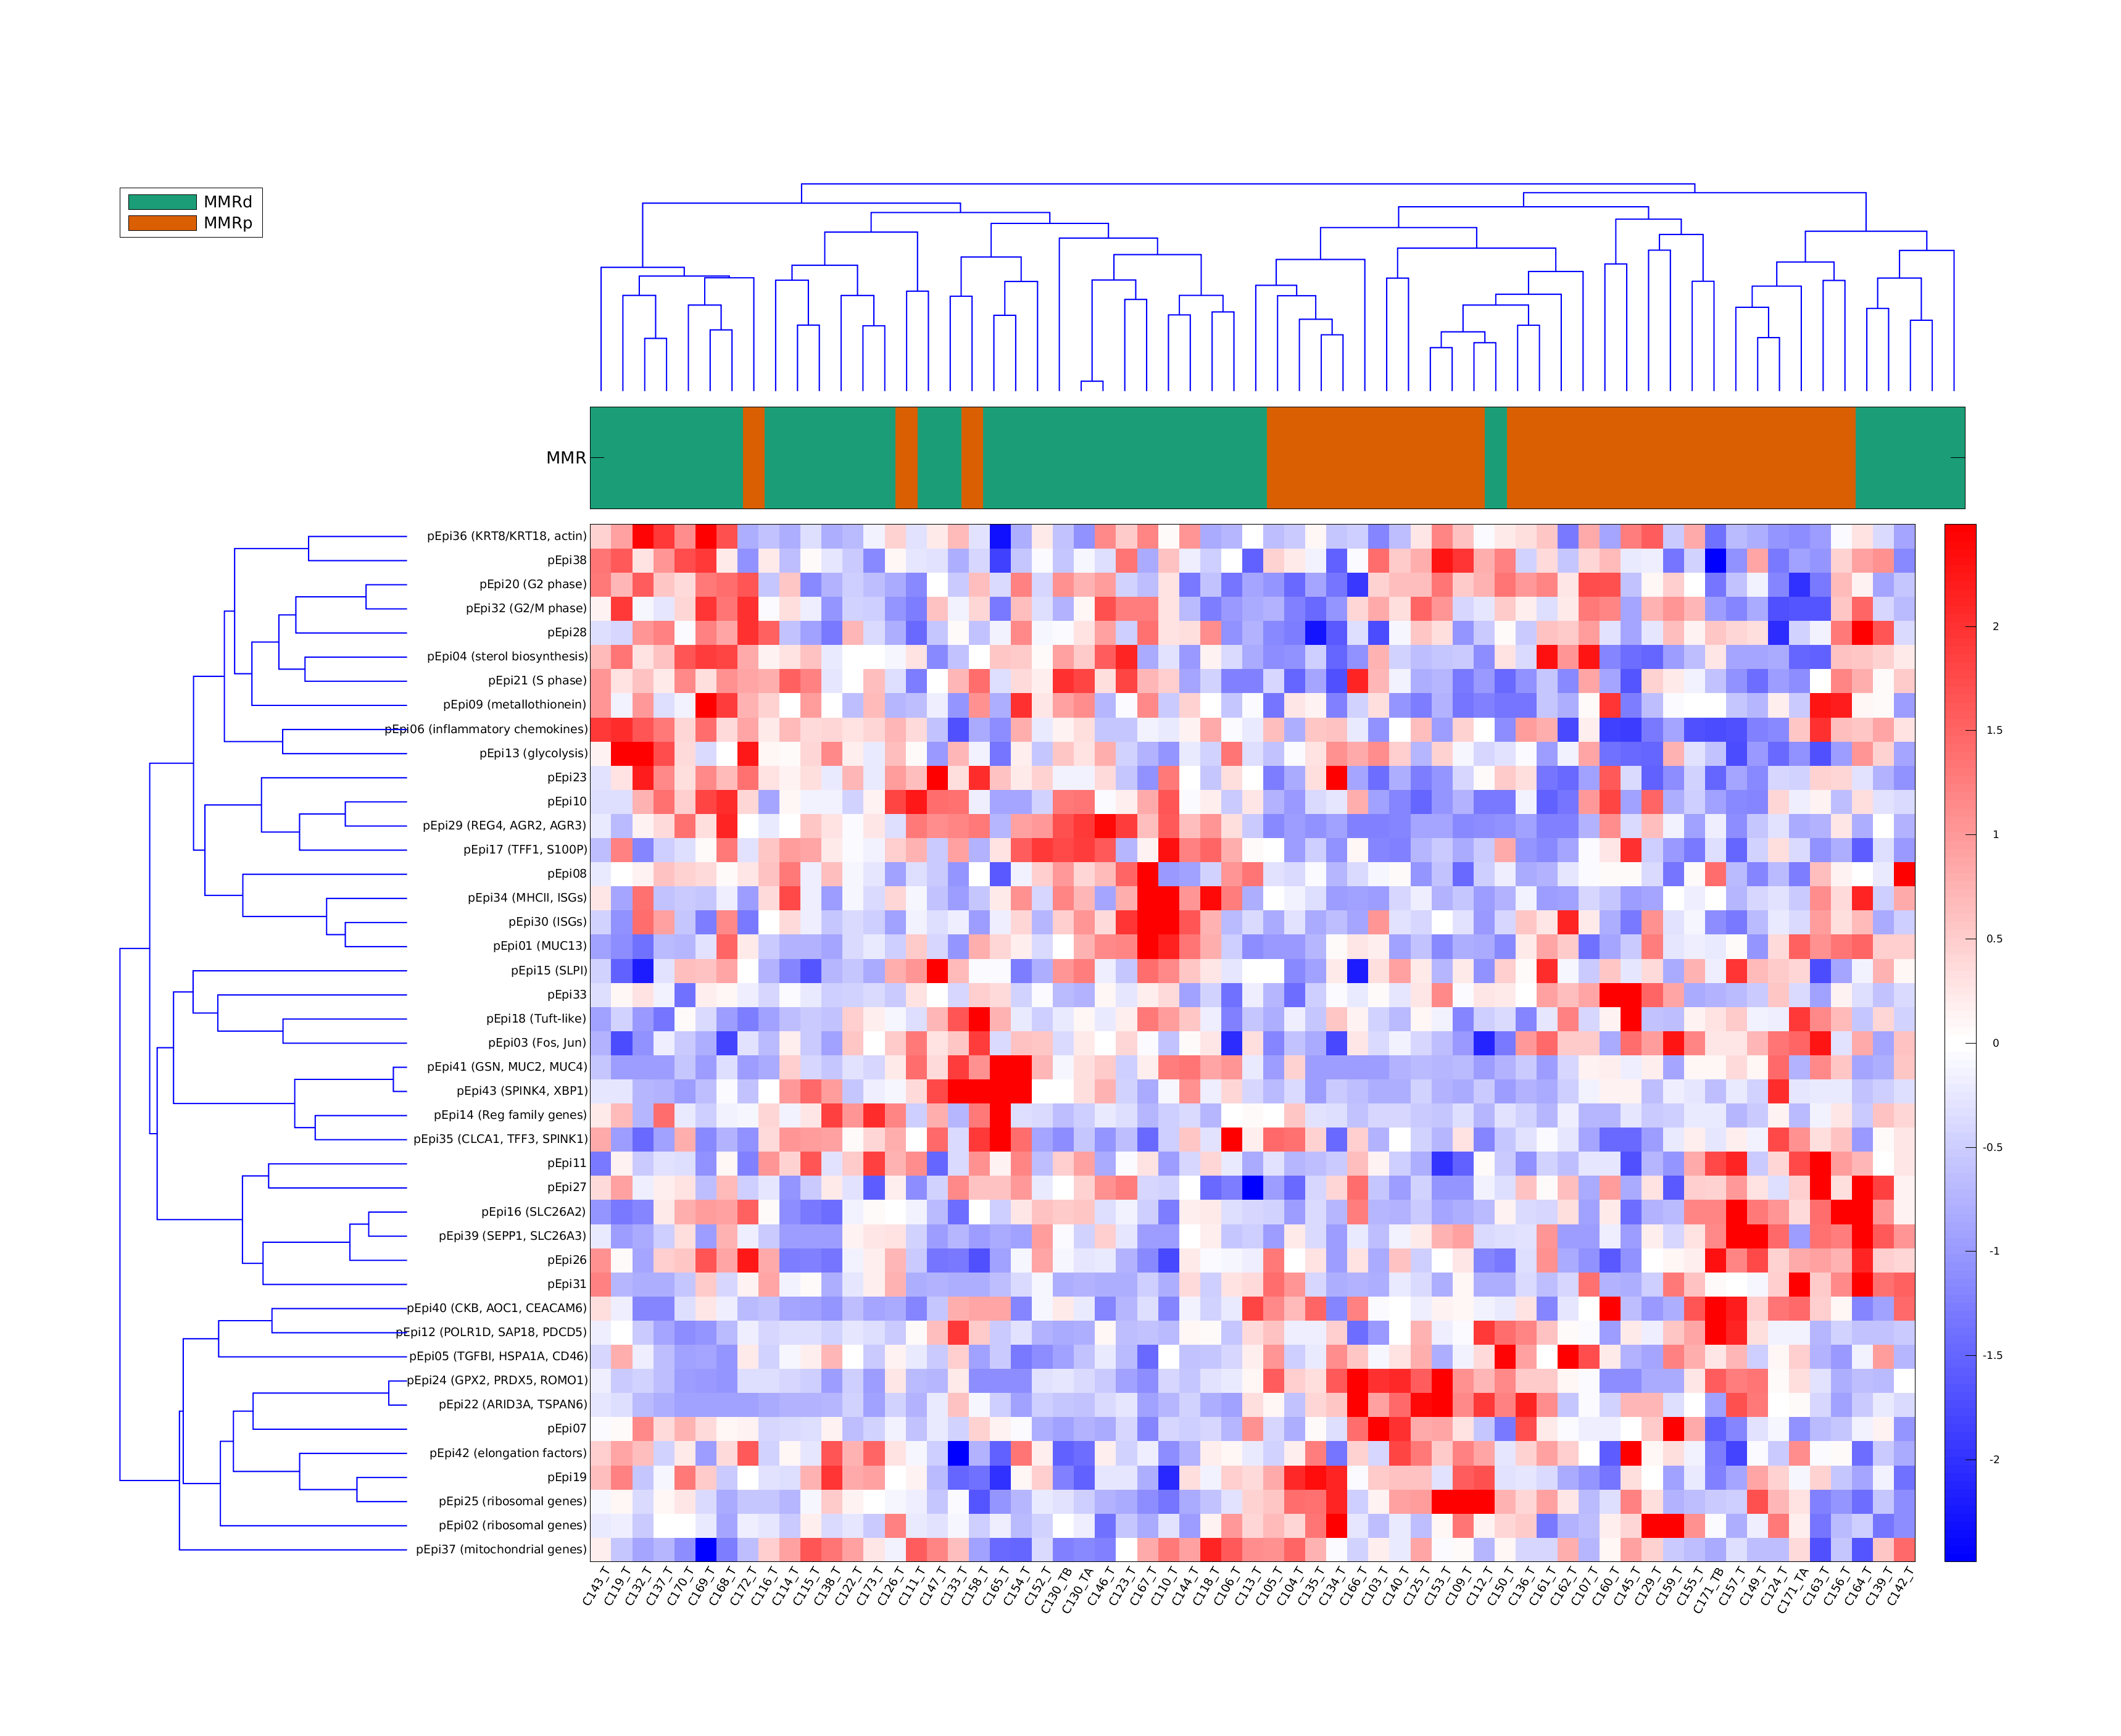 MMRd
MMRp
MMR
pEpi36 (KRT8/KRT18, actin)
pEpi38
pEpi20 (G2 phase)
pEpi32 (G2/M phase)
pEpi28
pEpi04 (sterol biosynthesis)
pEpi21 (S phase)
pEpi09 (metallothionein)
pEpi06 (inflammatory chemokines)
pEpi13 (glycolysis)
pEpi23
pEpi10
pEpi29 (REG4, AGR2, AGR3)
pEpi17 (TFF1, S100P)
pEpi08
pEpi34 (MHCII, ISGs)
pEpi30 (ISGs)
pEpi01 (MUC13)
pEpi15 (SLPI)
pEpi33
pEpi18 (Tuft-like)
pEpi03 (Fos, Jun)
pEpi41 (GSN, MUC2, MUC4)
pEpi43 (SPINK4, XBP1)
pEpi14 (Reg family genes)
pEpi35 (CLCA1, TFF3, SPINK1)
pEpi11
pEpi27
pEpi16 (SLC26A2)
pEpi39 (SEPP1, SLC26A3)
pEpi26
pEpi31
pEpi40 (CKB, AOC1, CEACAM6)
pEpi12 (POLR1D, SAP18, PDCD5)
pEpi05 (TGFBI, HSPA1A, CD46)
pEpi24 (GPX2, PRDX5, ROMO1)
pEpi22 (ARID3A, TSPAN6)
pEpi07
pEpi42 (elongation factors)
pEpi19
pEpi25 (ribosomal genes)
pEpi02 (ribosomal genes)
pEpi37 (mitochondrial genes)
2
1.5
1
0.5
0
-0.5
-1
-1.5
-2
C143_T
C119_T
C132_T
C137_T
C170_T
C169_T
C168_T
C172_T
C116_T
C114_T
C115_T
C138_T
C122_T
C173_T
C126_T
C111_T
C147_T
C133_T
C158_T
C165_T
C154_T
C152_T
C130_TB
C130_TA
C146_T
C123_T
C167_T
C110_T
C144_T
C118_T
C106_T
C113_T
C105_T
C104_T
C135_T
C134_T
C166_T
C103_T
C140_T
C125_T
C153_T
C109_T
C112_T
C150_T
C136_T
C161_T
C162_T
C107_T
C160_T
C145_T
C129_T
C159_T
C155_T
C171_TB
C157_T
C149_T
C124_T
C171_TA
C163_T
C156_T
C164_T
C139_T
C142_T